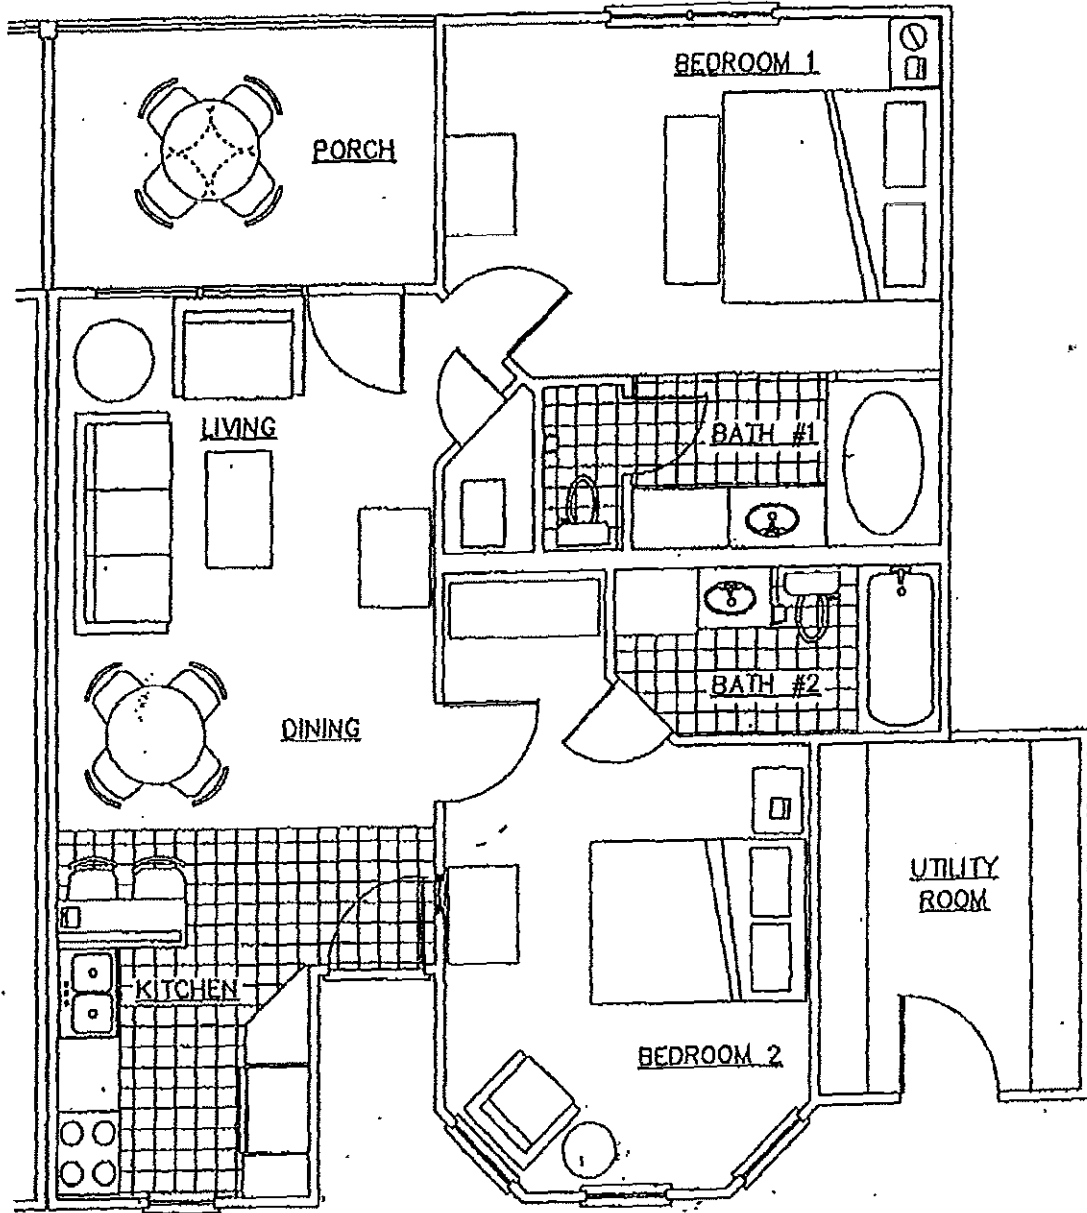 BEDROOM 1
PORCH
LIVING
BATH #1
BATH #2
DINING
UTILITY
ROOM
KITCHEN
BEDROOM 2